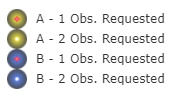 A - 1 Obs. Requested
A - 2 Obs. Requested
B - 1 Obs. Requested
B - 2 Obs. Requested